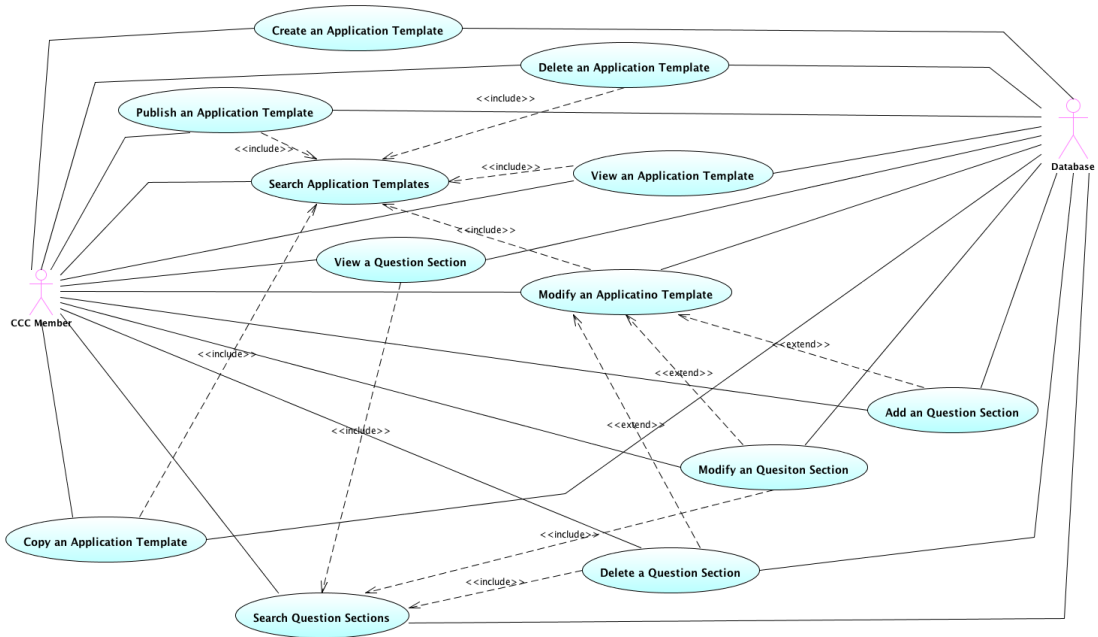 Create an Application Template
Delete an Application Template
<<include>>
Publish an Application Template
<<include>>
Database
<<include>>
View an Application Template
Search Application Templates
<<include>>
View a Question Section
Modify an Applicatino Template
CCC Member
<<include>>
<<extend>>
<<extend>>
Add an Question Section
<<include>>
<<extend>>
Modify an Quesiton Section
Copy an Application Template
<<include>>
Delete a Question Section
<<include>>
Search Question Sections